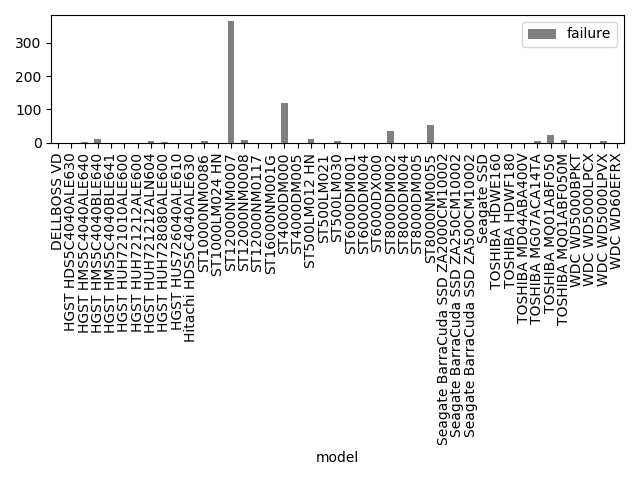 failure
300
200
100
0
DELLBOSS VD
HGST HDS5C4040ALE630
HGST HMS5C4040ALE640
HGST HMS5C4040BLE640
HGST HMS5C4040BLE641
HGST HUH721010ALE600
HGST HUH721212ALE600
HGST HUH721212ALN604
HGST HUH728080ALE600
HGST HUS726040ALE610
Hitachi HDS5C4040ALE630
ST10000NM0086
ST1000LM024 HN
ST12000NM0007
ST12000NM0008
ST12000NM0117
ST16000NM001G
ST4000DM000
ST4000DM005
ST500LM012 HN
ST500LM021
ST500LM030
ST6000DM001
ST6000DM004
ST6000DX000
ST8000DM002
ST8000DM004
ST8000DM005
ST8000NM0055
Seagate BarraCuda SSD ZA2000CM10002
Seagate BarraCuda SSD ZA250CM10002
Seagate BarraCuda SSD ZA500CM10002
Seagate SSD
TOSHIBA HDWE160
TOSHIBA HDWF180
TOSHIBA MD04ABA400V
TOSHIBA MG07ACA14TA
TOSHIBA MQ01ABF050
TOSHIBA MQ01ABF050M
WDC WD5000BPKT
WDC WD5000LPCX
WDC WD5000LPVX
WDC WD60EFRX
model